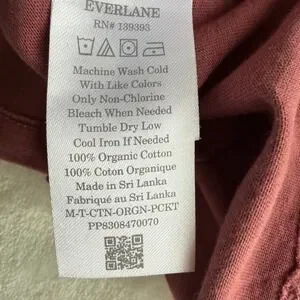 EVERLANE
RN# 139393
Machine Wash Cold
With Like Colors
Only Non-Chlorine
Bleach When Needed
Tumble Dry Low
Cool Iron If Needed
100% Organic Cotton
100% Coton Organique
Made in Sri Lanka
Fabriqué au Sri Lanka
M-T-CTN-ORGN-PCKT
PP8308470070